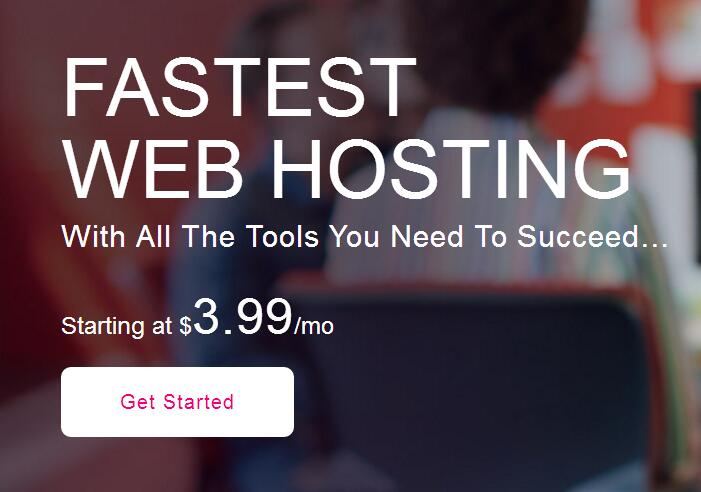 FASTEST
WEB HOSTING
With All The Tools You Need To Succeed...
Starting at $3.99/mo
Get Started